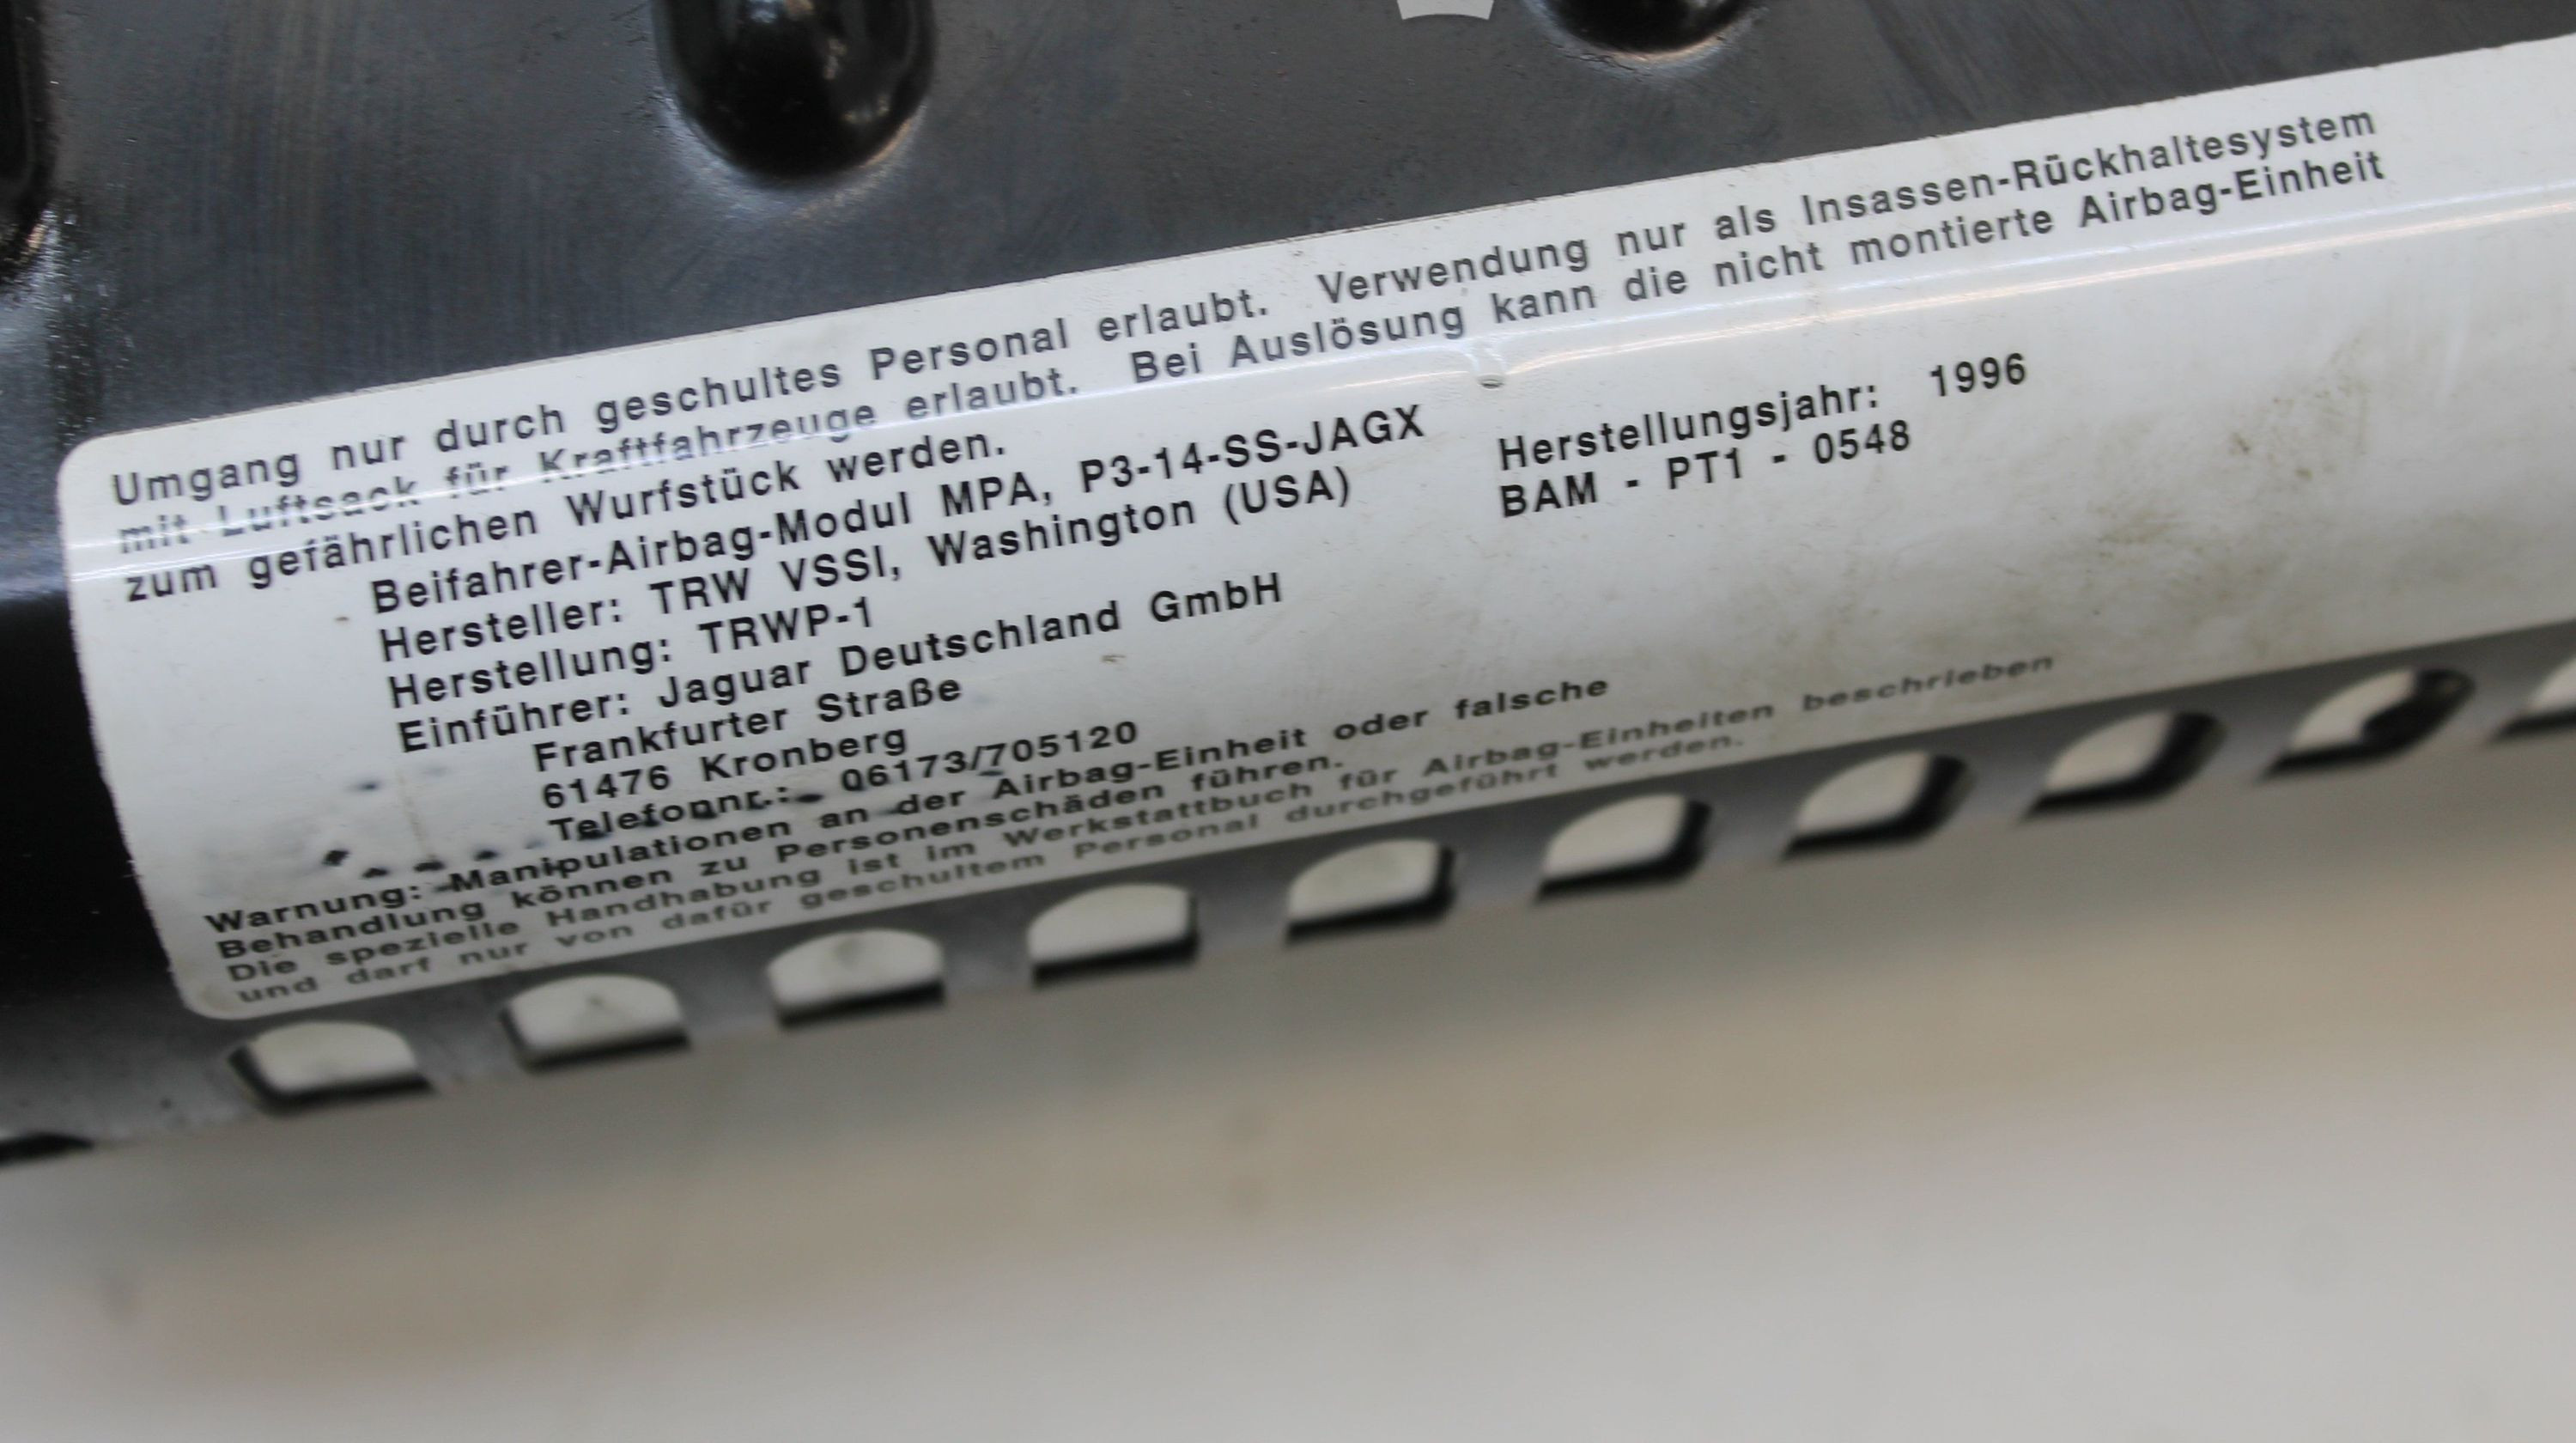 Umgang nur durch geschultes Personal erlaubt. Verwendung nur als Insassen-Rückhaltesystem
mit Luftsack für Kraftfahrzeuge erlaubt. Bei Auslösung kann die nicht montierte Airbag-Einheit
zum gefährlichen Wurfstück werden.
Beifahrer-Airbag-Modul MPA, P3-14-SS-JAGX Herstellungsjahr: 1996
Hersteller: TRW VSSI, Washington (USA) BAM - PT1 - 0548
Herstellung: TRWP-1
Einführer: Jaguar Deutschland GmbH
Frankfurter Straße
61476 Kronberg
Telefonnr.: 06173/705120
Warnung: Manipulationen an der Airbag-Einheit oder falsche
Behandlung können zu Personenschäden führen.
Die spezielle Handhabung ist im Werkstattbuch für Airbag-Einheiten beschrieben
und darf nur von dafür geschultem Personal durchgeführt werden.